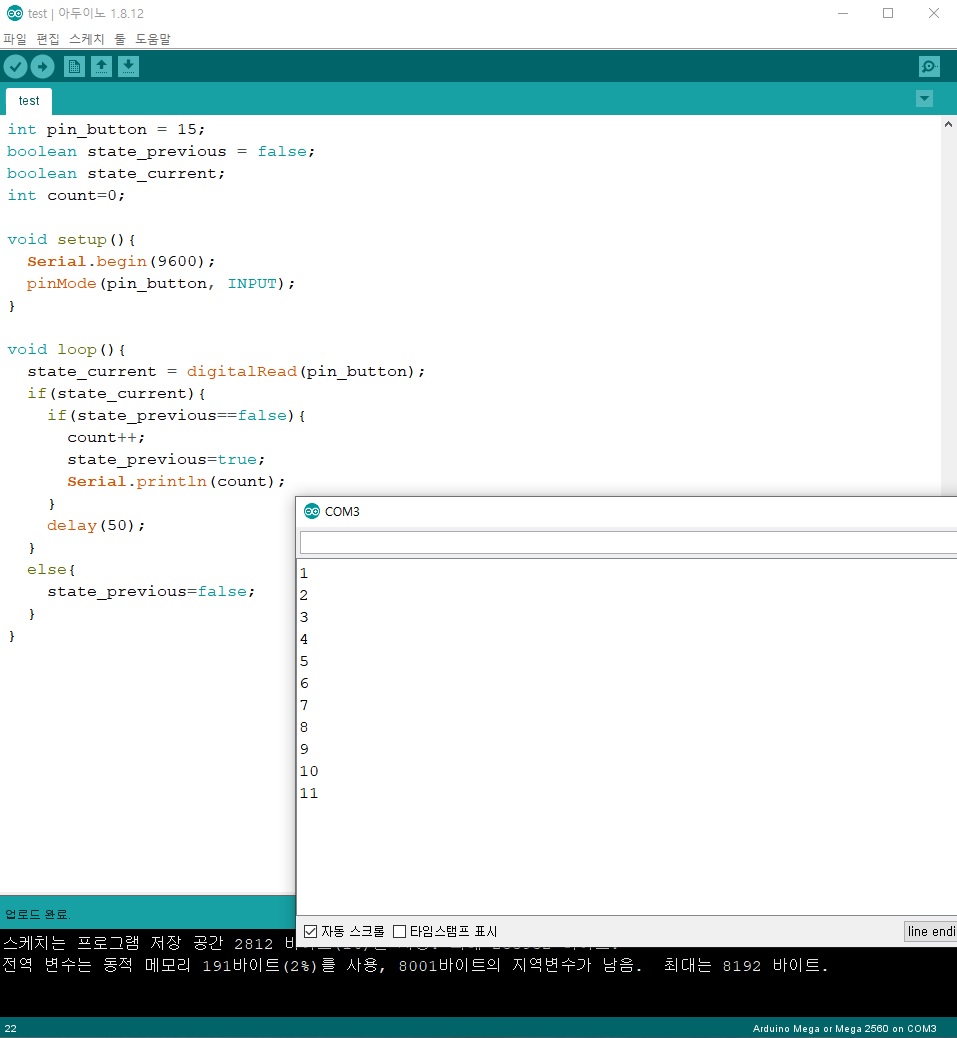 test | 아두이노 1.8.12
파일 편집 스케치 툴 도움말
test
int pin_button = 15;
boolean state_previous = false;
boolean state_current;
int count=0;
void setup(){
Serial.begin(9600);
pinMode(pin_button, INPUT);
}
void loop(){
state_current = digitalRead(pin_button);
if(state_current){
if(state_previous==false){
count++;
state_previous=true;
Serial.println(count);
}
delay(50);
}
else{
state_previous=false;
}
}
COM3
1
2
3
4
5
6
7
8
9
10
11
자동 스크롤 타임스탬프 표시
line endi
업로드 완료.
스케치는 프로그램 저장 공간 2812
전역 변수는 동적 메모리 191바이트(2%)를 사용, 8001바이트의 지역변수가 남음. 최대는 8192 바이트.
22
Arduino Mega or Mega 2560 on COM3